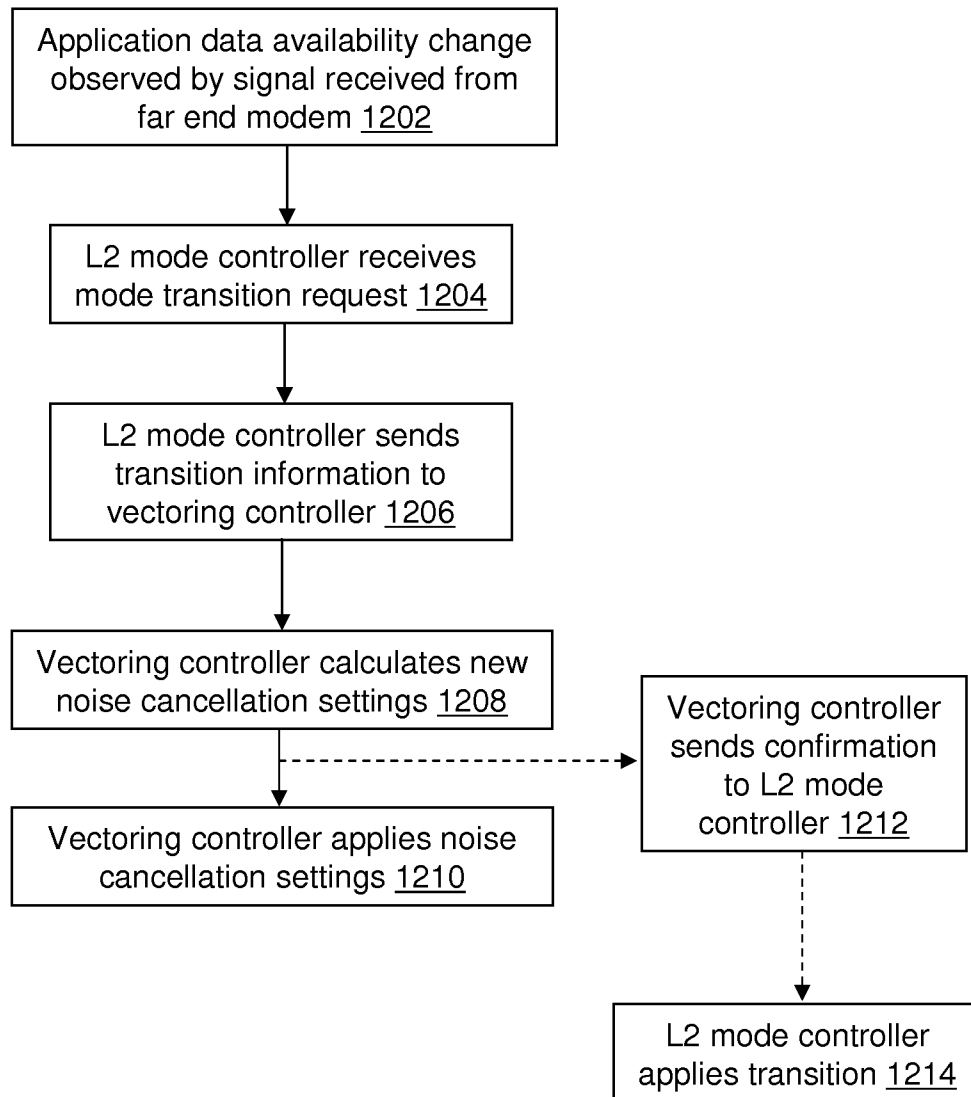 Application data availability change
observed by signal received from
far end modem 1202
L2 mode controller receives
mode transition request 1204
L2 mode controller sends
transition information to
vectoring controller 1206
Vectoring controller calculates new
noise cancellation settings 1208
Vectoring controller applies noise
cancellation settings 1210
Vectoring controller
sends confirmation
to L2 mode
controller 1212
L2 mode controller
applies transition 1214